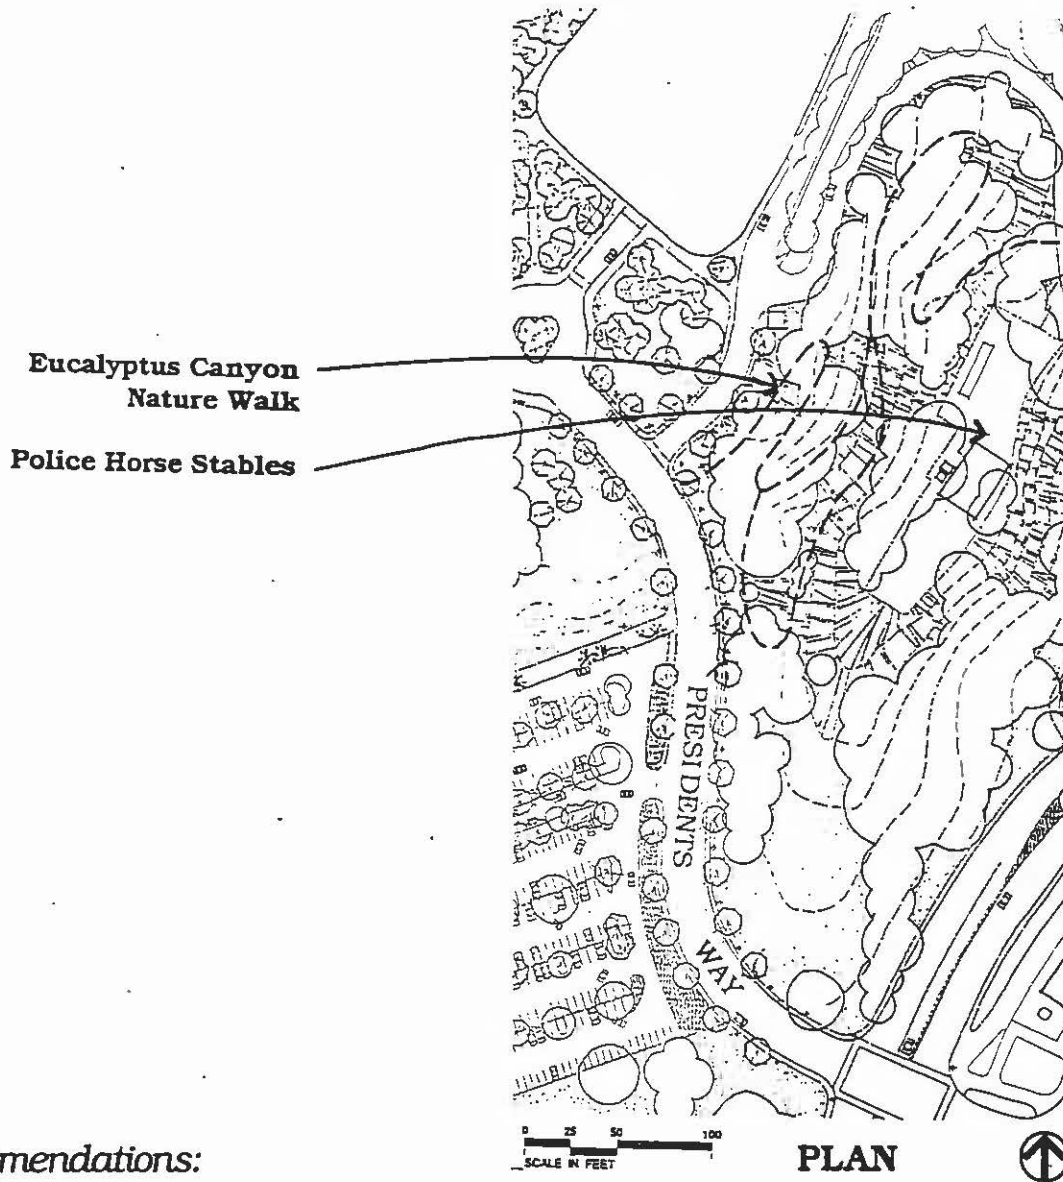 Eucalyptus Canyon
Nature Walk
Police Horse Stables
PRESIDENTS
WAY
mendations:
0 25 50 100
SCALE IN FEET
PLAN